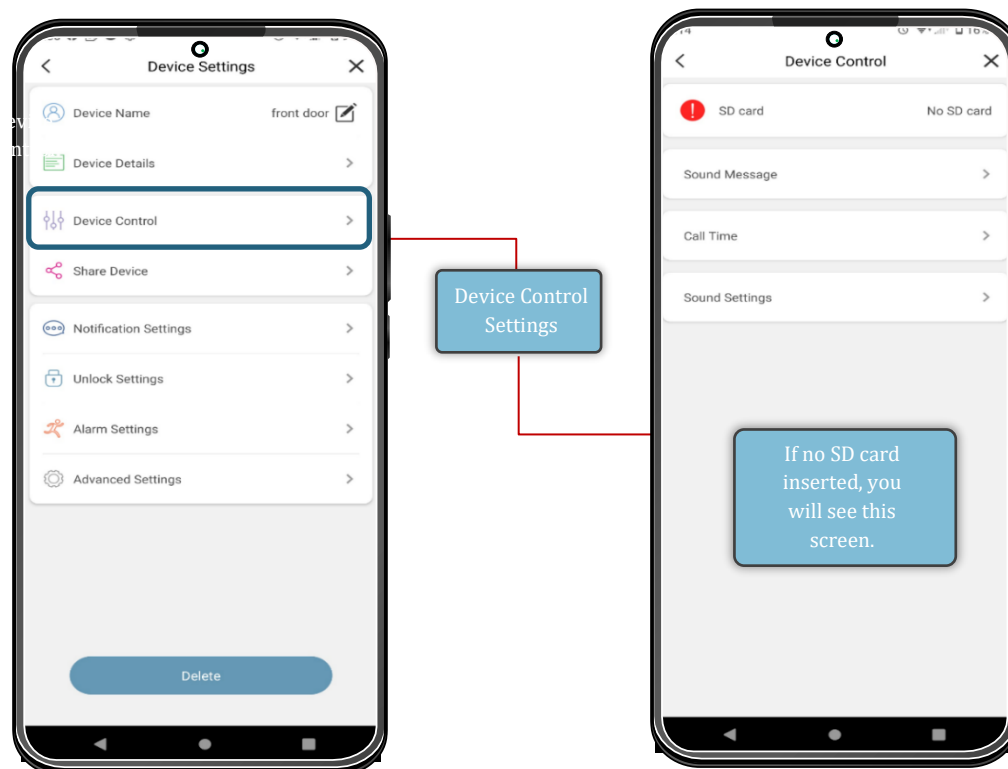 Device Settings
Device Name front door
Device Details
Device Control
Share Device
Notification Settings
Unlock Settings
Alarm Settings
Advanced Settings
Delete
Device Control
Settings
Device Control
SD card No SD card
Sound Message
Call Time
Sound Settings
If no SD card
inserted, you
will see this
screen.